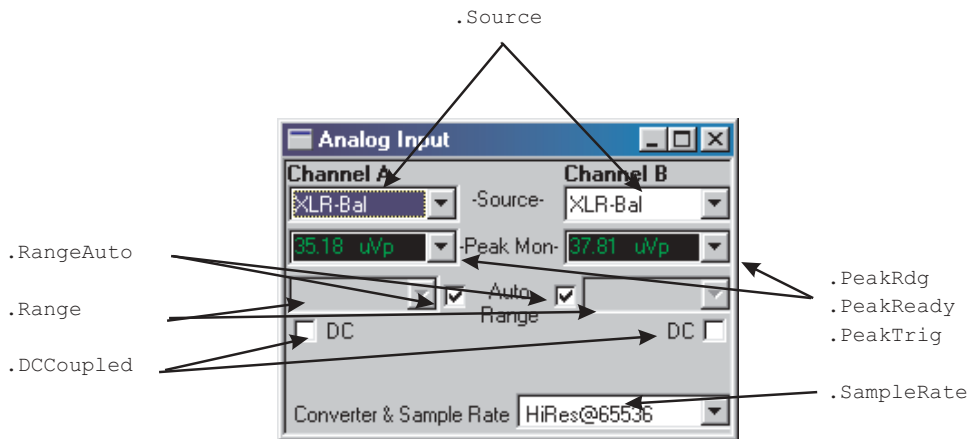 .Source
Analog Input
Channel A Channel B
XLR-Bal -Source- XLR-Bal
35.18 uVp -Peak Mon- 37.81 uVp
.RangeAuto
.PeakRdg
Auto
.Range
.PeakReady
Range
DC DC
.PeakTrig
.DCCoupled
.SampleRate
Converter & Sample Rate HiRes@65536